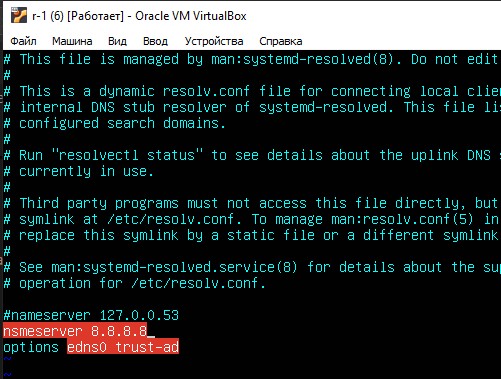 r-1 (6) [Работает] - Oracle VM VirtualBox
Файл Машина Вид Ввод Устройства Справка
# This file is managed by man:systemd-resolved(8). Do not edit
#
# This is a dynamic resolv.conf file for connecting local clie
# internal DNS stub resolver of systemd-resolved. This file lis
# configured search domains.
#
# Run "resolvectl status" to see details about the uplink DNS s
# currently in use.
#
# Third party programs must not access this file directly, but
# symlink at /etc/resolv.conf. To manage man:resolv.conf(5) in
# replace this symlink by a static file or a different symlink
#
# See man:systemd-resolved.service(8) for details about the sup
# operation for /etc/resolv.conf.
#nameserver 127.0.0.53
nsmeserver 8.8.8.8
options edns0 trust-ad
~
~